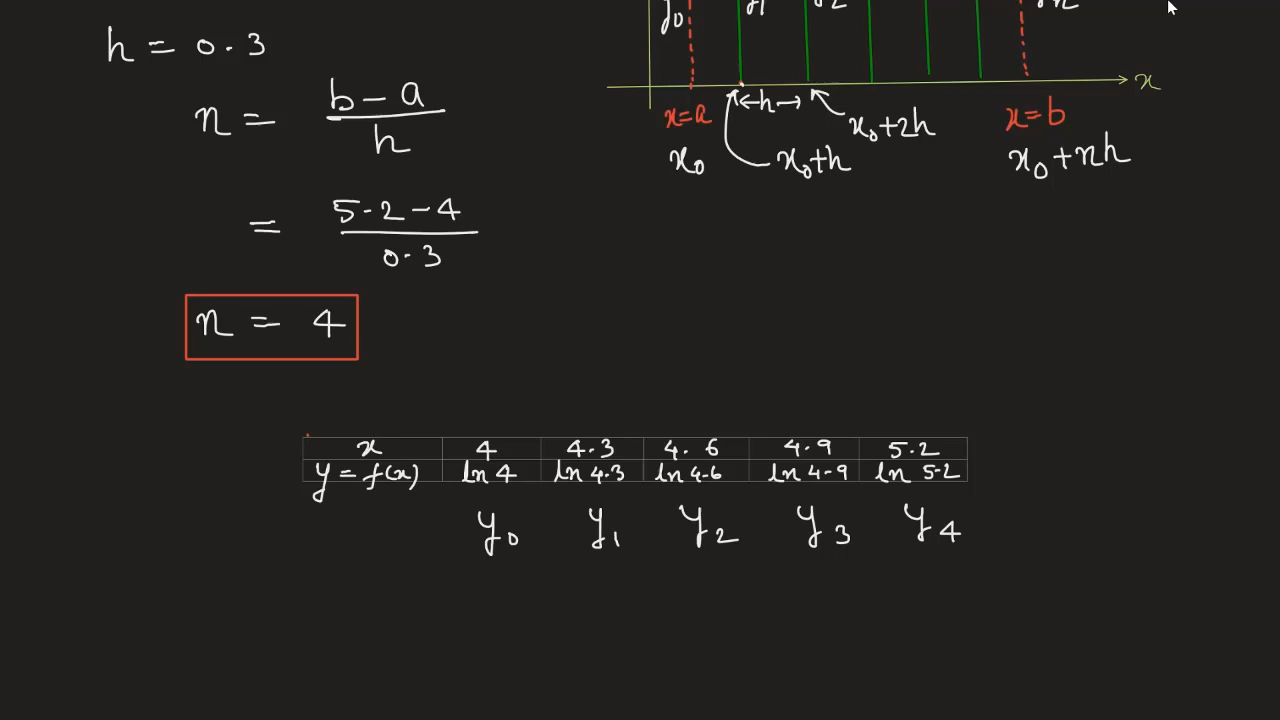 h = 0.3
n = b - a / h
= 5.2 - 4 / 0.3
n = 4
y0 y1
x
x=a h x0+2h x=b
x0 x0+h x0+nh
x 4 4.3 4.6 4.9 5.2
y = f(x) ln 4 ln 4.3 ln 4.6 ln 4.9 ln 5.2
y0 y1 y2 y3 y4